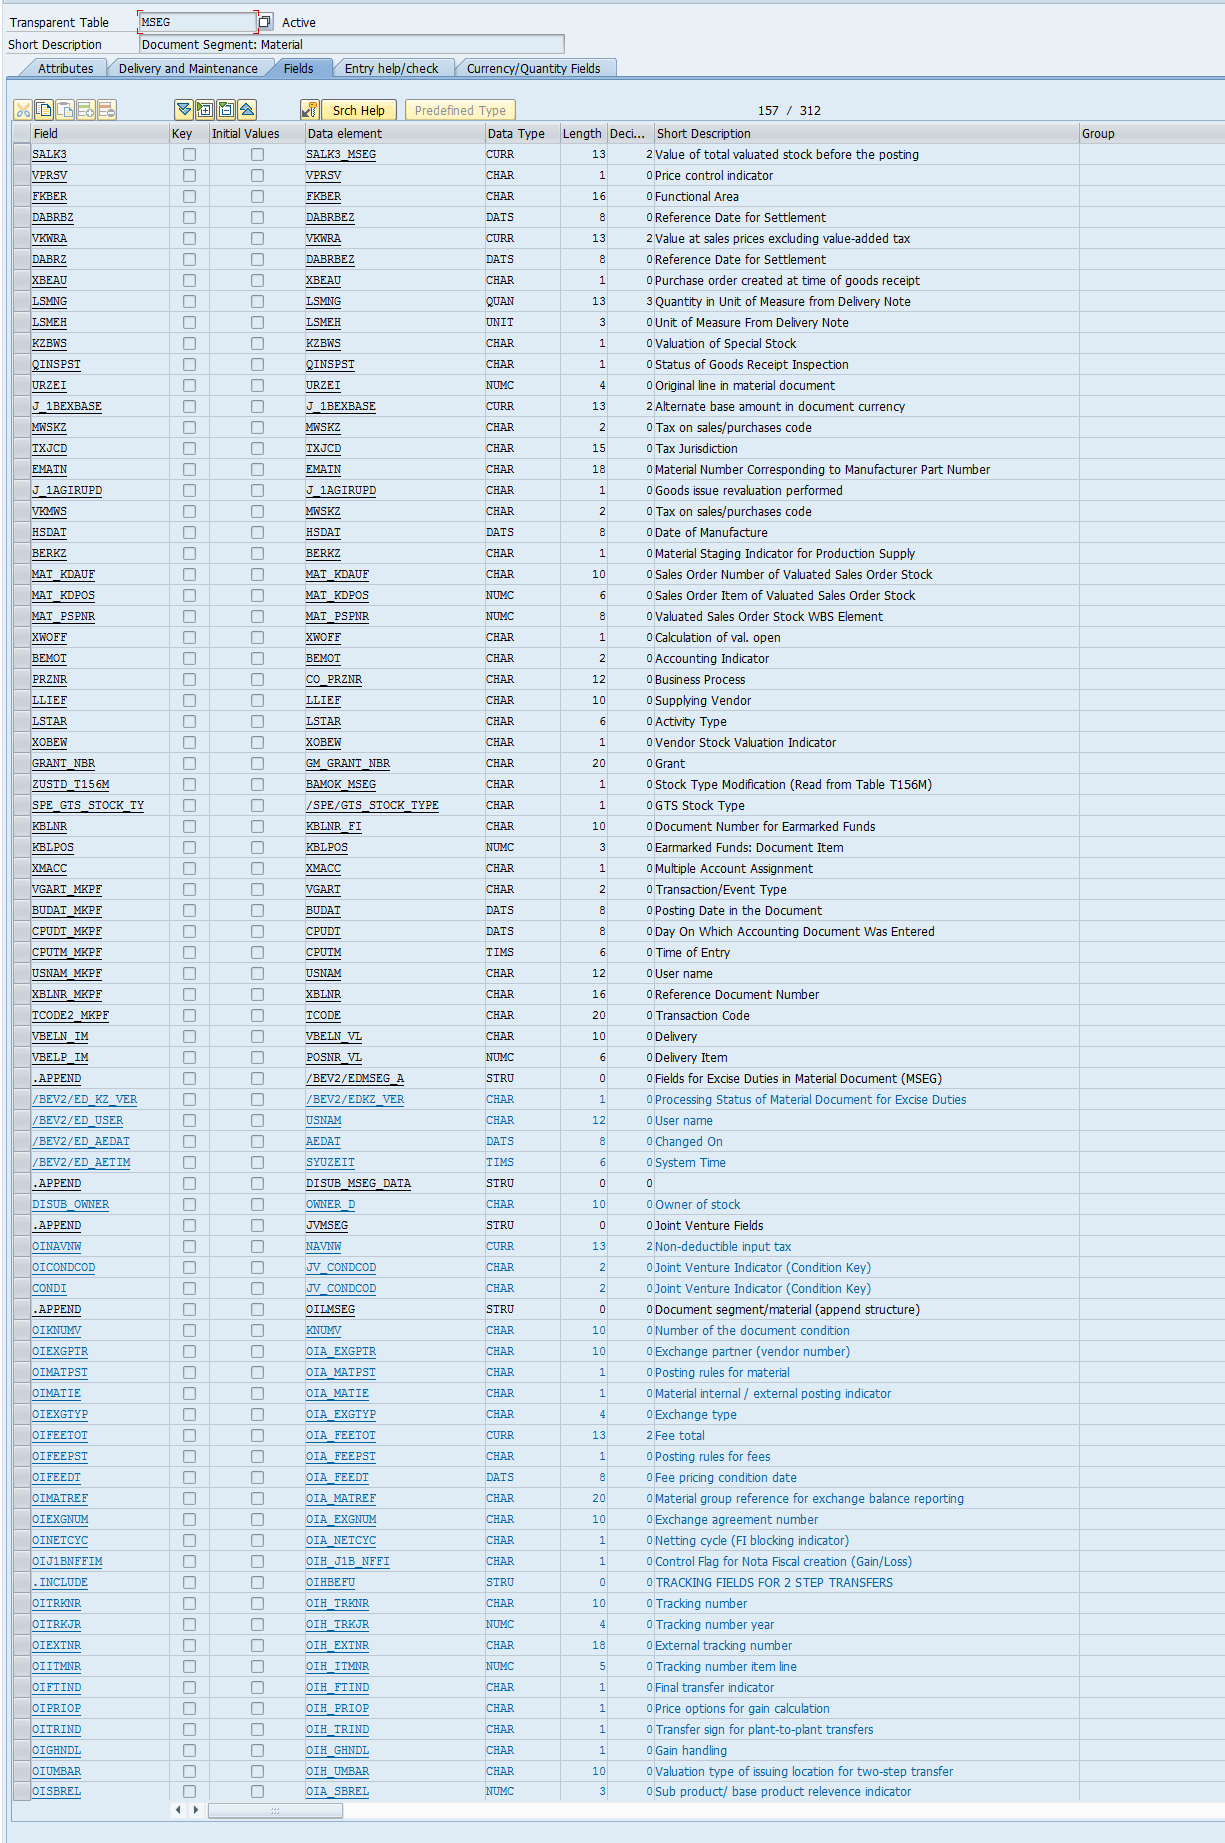 Transparent Table MSEG Active
Short Description Document Segment: Material
Attributes Delivery and Maintenance Fields Entry help/check Currency/Quantity Fields
Srch Help Predefined Type 157 / 312
Field Key Initial Values Data element Data Type Length Deci... Short Description Group
SALK3 SALK3_MSEG CURR 13 2 Value of total valuated stock before the posting
VPRSV VPRSV CHAR 1 0 Price control indicator
FKBER FKBER CHAR 16 0 Functional Area
DABRBZ DABRBEZ DATS 8 0 Reference Date for Settlement
VKWRA VKWRA CURR 13 2 Value at sales prices excluding value-added tax
DABRZ DABRBEZ DATS 8 0 Reference Date for Settlement
XBEAU XBEAU CHAR 1 0 Purchase order created at time of goods receipt
LSMNG LSMNG QUAN 13 3 Quantity in Unit of Measure from Delivery Note
LSMEH LSMEH UNIT 3 0 Unit of Measure From Delivery Note
KZBWS KZBWS CHAR 1 0 Valuation of Special Stock
QINSPST QINSPST CHAR 1 0 Status of Goods Receipt Inspection
URZEI URZEI NUMC 4 0 Original line in material document
J_1BEXBASE J_1BEXBASE CURR 13 2 Alternate base amount in document currency
MWSKZ MWSKZ CHAR 2 0 Tax on sales/purchases code
TXJCD TXJCD CHAR 15 0 Tax Jurisdiction
EMATN EMATN CHAR 18 0 Material Number Corresponding to Manufacturer Part Number
J_1AGIRUPD J_1AGIRUPD CHAR 1 0 Goods issue revaluation performed
VKMWS MWSKZ CHAR 2 0 Tax on sales/purchases code
HSDAT HSDAT DATS 8 0 Date of Manufacture
BERKZ BERKZ CHAR 1 0 Material Staging Indicator for Production Supply
MAT_KDAUF MAT_KDAUF CHAR 10 0 Sales Order Number of Valuated Sales Order Stock
MAT_KDPOS MAT_KDPOS NUMC 6 0 Sales Order Item of Valuated Sales Order Stock
MAT_PSPNR MAT_PSPNR NUMC 8 0 Valuated Sales Order Stock WBS Element
XWOFF XWOFF CHAR 1 0 Calculation of val. open
BEMOT BEMOT CHAR 2 0 Accounting Indicator
PRZNR CO_PRZNR CHAR 12 0 Business Process
LLIEF LLIEF CHAR 10 0 Supplying Vendor
LSTAR LSTAR CHAR 6 0 Activity Type
XOBEW XOBEW CHAR 1 0 Vendor Stock Valuation Indicator
GRANT_NBR GM_GRANT_NBR CHAR 20 0 Grant
ZUSTD_T156M BAMOK_MSEG CHAR 1 0 Stock Type Modification (Read from Table T156M)
SPE_GTS_STOCK_TY /SPE/GTS_STOCK_TYPE CHAR 1 0 GTS Stock Type
KBLNR KBLNR_FI CHAR 10 0 Document Number for Earmarked Funds
KBLPOS KBLPOS NUMC 3 0 Earmarked Funds: Document Item
XMACC XMACC CHAR 1 0 Multiple Account Assignment
VGART_MKPF VGART CHAR 2 0 Transaction/Event Type
BUDAT_MKPF BUDAT DATS 8 0 Posting Date in the Document
CPUDT_MKPF CPUDT DATS 8 0 Day On Which Accounting Document Was Entered
CPUTM_MKPF CPUTM TIMS 6 0 Time of Entry
USNAM_MKPF USNAM CHAR 12 0 User name
XBLNR_MKPF XBLNR CHAR 16 0 Reference Document Number
TCODE2_MKPF TCODE CHAR 20 0 Transaction Code
VBELN_IM VBELN_VL CHAR 10 0 Delivery
VBELP_IM POSNR_VL NUMC 6 0 Delivery Item
.APPEND /BEV2/EDMSEG_A STRU 0 0 Fields for Excise Duties in Material Document (MSEG)
/BEV2/ED_KZ_VER /BEV2/EDKZ_VER CHAR 1 0 Processing Status of Material Document for Excise Duties
/BEV2/ED_USER USNAM CHAR 12 0 User name
/BEV2/ED_AEDAT AEDAT DATS 8 0 Changed On
/BEV2/ED_AETIM SYUZEIT TIMS 6 0 System Time
.APPEND DISUB_MSEG_DATA STRU 0 0
DISUB_OWNER OWNER_D CHAR 10 0 Owner of stock
.APPEND JVMSEG STRU 0 0 Joint Venture Fields
OINAVNW NAVNW CURR 13 2 Non-deductible input tax
OICONDCOD JV_CONDCOD CHAR 2 0 Joint Venture Indicator (Condition Key)
CONDI JV_CONDCOD CHAR 2 0 Joint Venture Indicator (Condition Key)
.APPEND OILMSEG STRU 0 0 Document segment/material (append structure)
OIKNUMV KNUMV CHAR 10 0 Number of the document condition
OIEXGPTR OIA_EXGPTR CHAR 10 0 Exchange partner (vendor number)
OIMATPST OIA_MATPST CHAR 1 0 Posting rules for material
OIMATIE OIA_MATIE CHAR 1 0 Material internal / external posting indicator
OIEXGTYP OIA_EXGTYP CHAR 4 0 Exchange type
OIFEETOT OIA_FEETOT CURR 13 2 Fee total
OIFEEPST OIA_FEEPST CHAR 1 0 Posting rules for fees
OIFEEDT OIA_FEEDT DATS 8 0 Fee pricing condition date
OIMATREF OIA_MATREF CHAR 20 0 Material group reference for exchange balance reporting
OIEXGNUM OIA_EXGNUM CHAR 10 0 Exchange agreement number
OINETCYC OIA_NETCYC CHAR 1 0 Netting cycle (FI blocking indicator)
OIJ1BNFFIM OIH_J1B_NFFI CHAR 1 0 Control Flag for Nota Fiscal creation (Gain/Loss)
.INCLUDE OIHBEFU STRU 0 0 TRACKING FIELDS FOR 2 STEP TRANSFERS
OITRKNR OIH_TRKNR CHAR 10 0 Tracking number
OITRKJR OIH_TRKJR NUMC 4 0 Tracking number year
OIEXTNR OIH_EXTNR CHAR 18 0 External tracking number
OIITMNR OIH_ITMNR NUMC 5 0 Tracking number item line
OIFTIND OIH_FTIND CHAR 1 0 Final transfer indicator
OIPRIOP OIH_PRIOP CHAR 1 0 Price options for gain calculation
OITRIND OIH_TRIND CHAR 1 0 Transfer sign for plant-to-plant transfers
OIGHNDL OIH_GHNDL CHAR 1 0 Gain handling
OIUMBAR OIH_UMBAR CHAR 10 0 Valuation type of issuing location for two-step transfer
OISBREL OIA_SBREL NUMC 3 0 Sub product/ base product relevence indicator